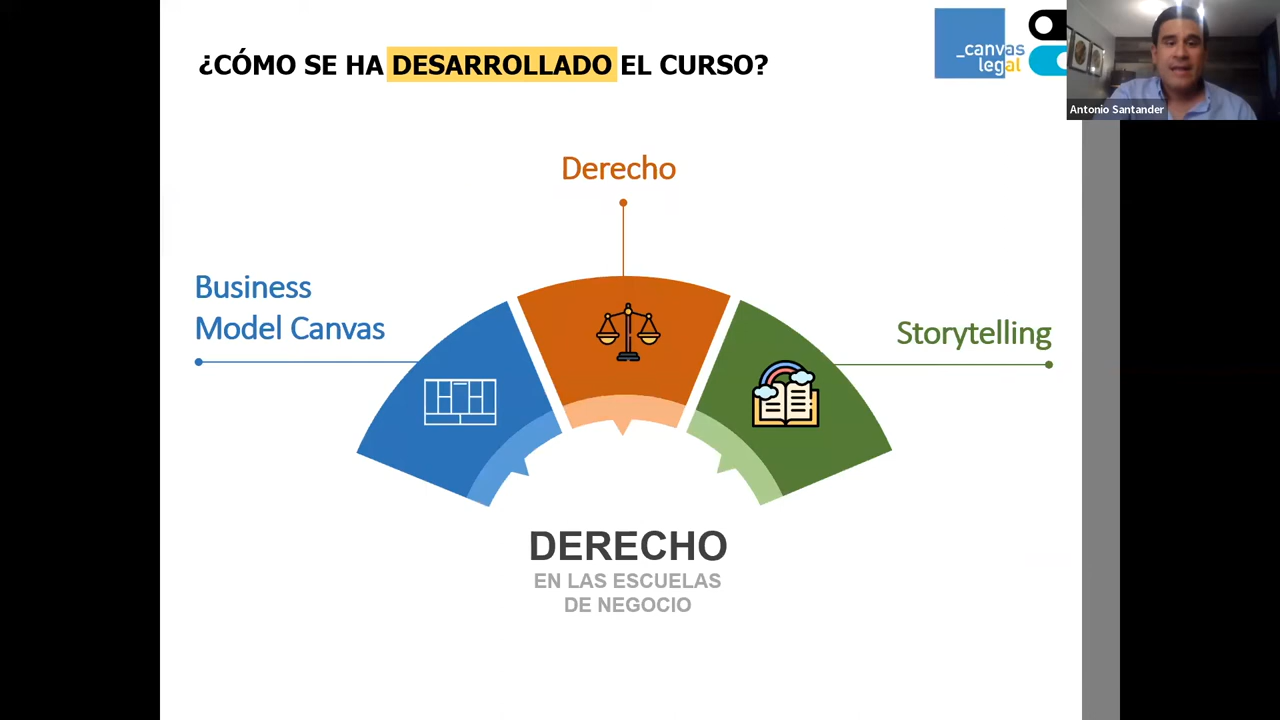 ¿CÓMO SE HA DESARROLLADO EL CURSO?
_canvas
legal
Antonio Santander
Derecho
Business
Model Canvas
Storytelling
DERECHO
EN LAS ESCUELAS
DE NEGOCIO